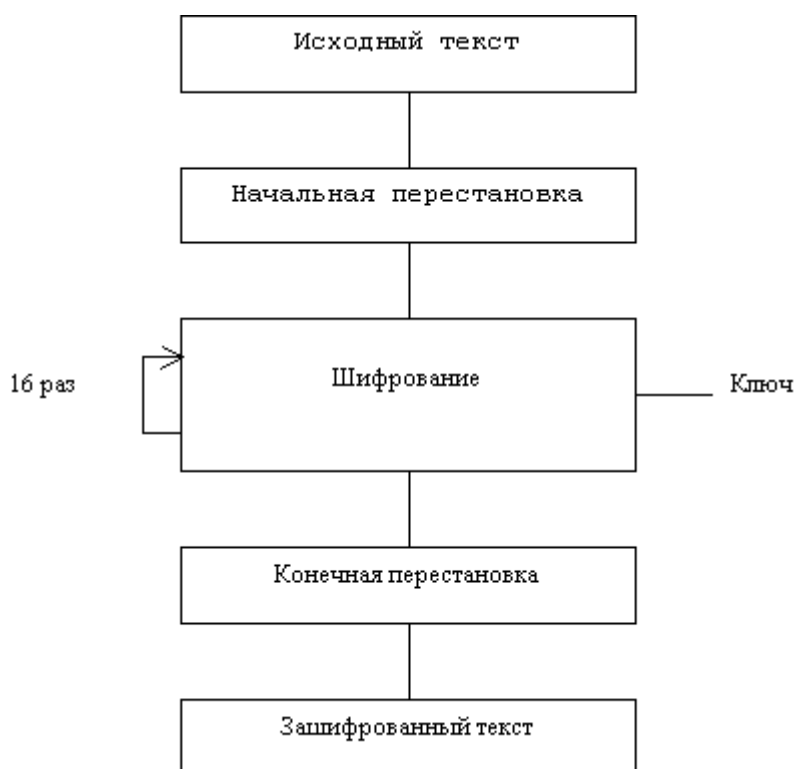 Исходный текст
Начальная перестановка
Шифрование
16 раз
Ключ
Конечная перестановка
Зашифрованный текст